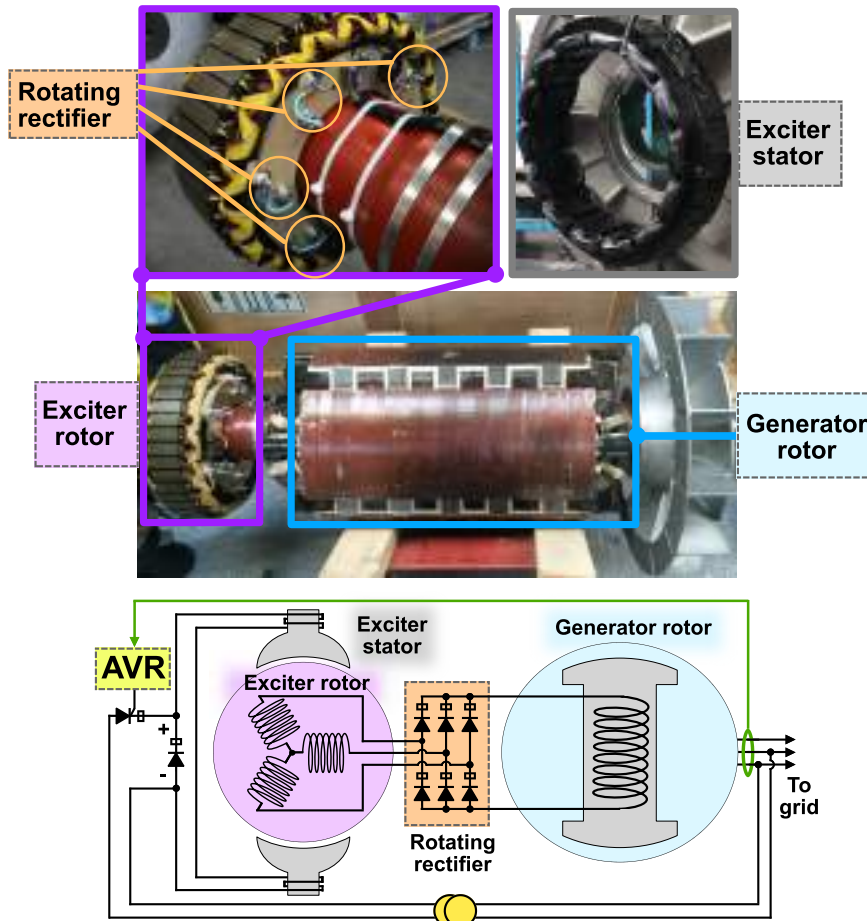 Rotating
rectifier
Exciter
stator
Exciter
rotor
Generator
rotor
Exciter
stator
Generator rotor
AVR
Exciter rotor
+
-
To
grid
Rotating
rectifier